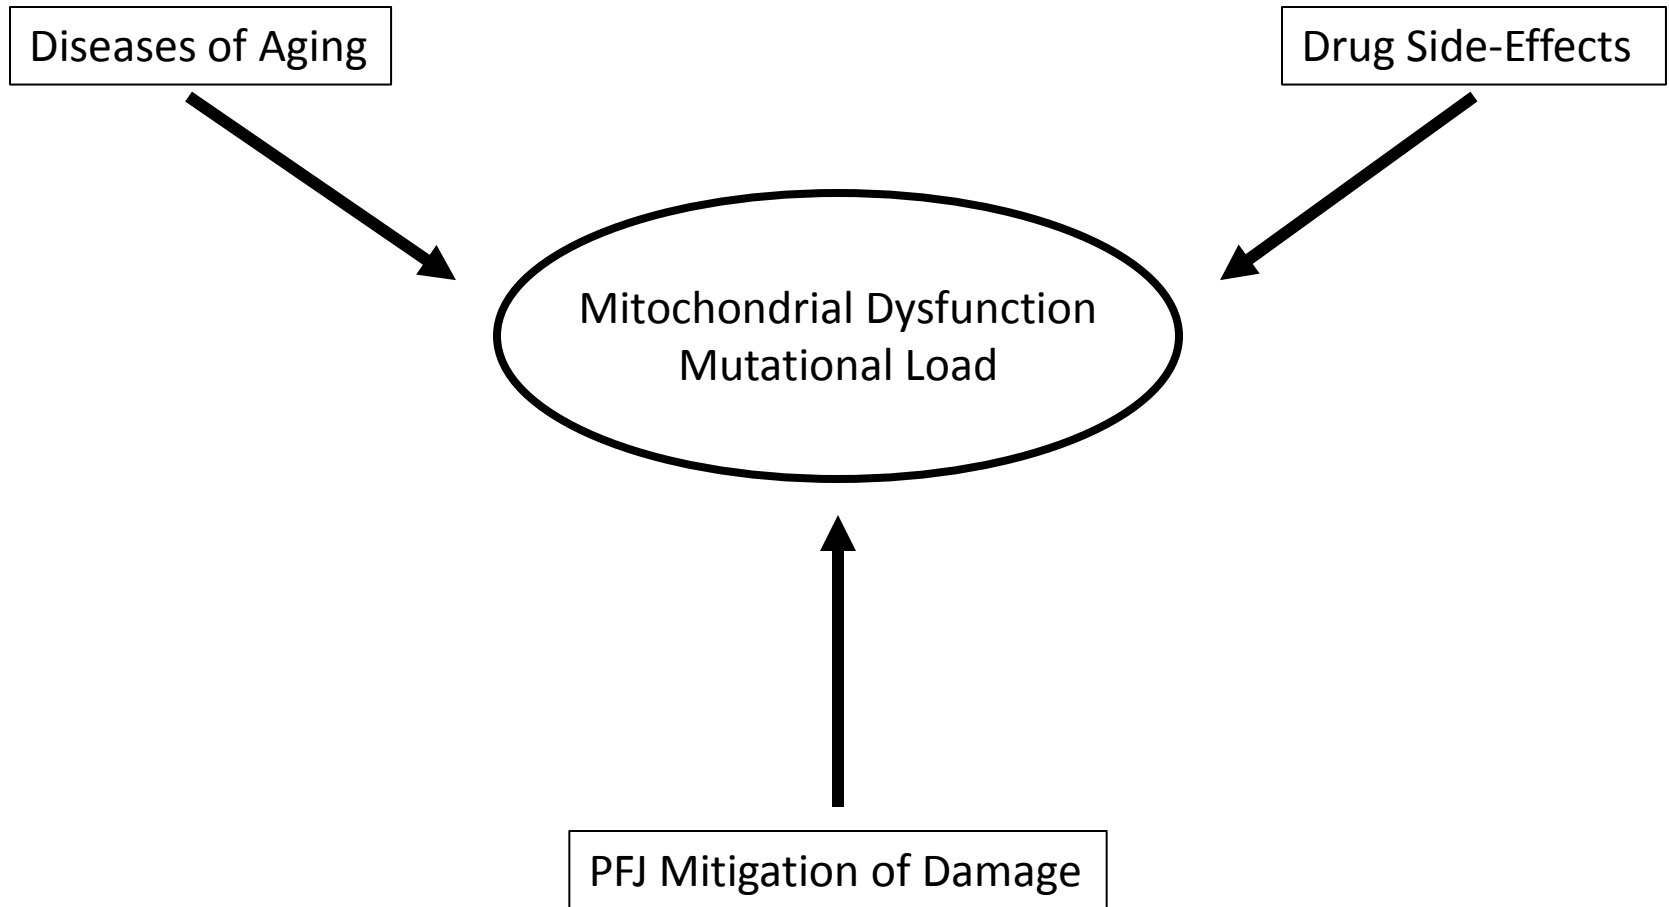 Diseases of Aging
Drug Side-Effects
Mitochondrial Dysfunction
Mutational Load
PFJ Mitigation of Damage